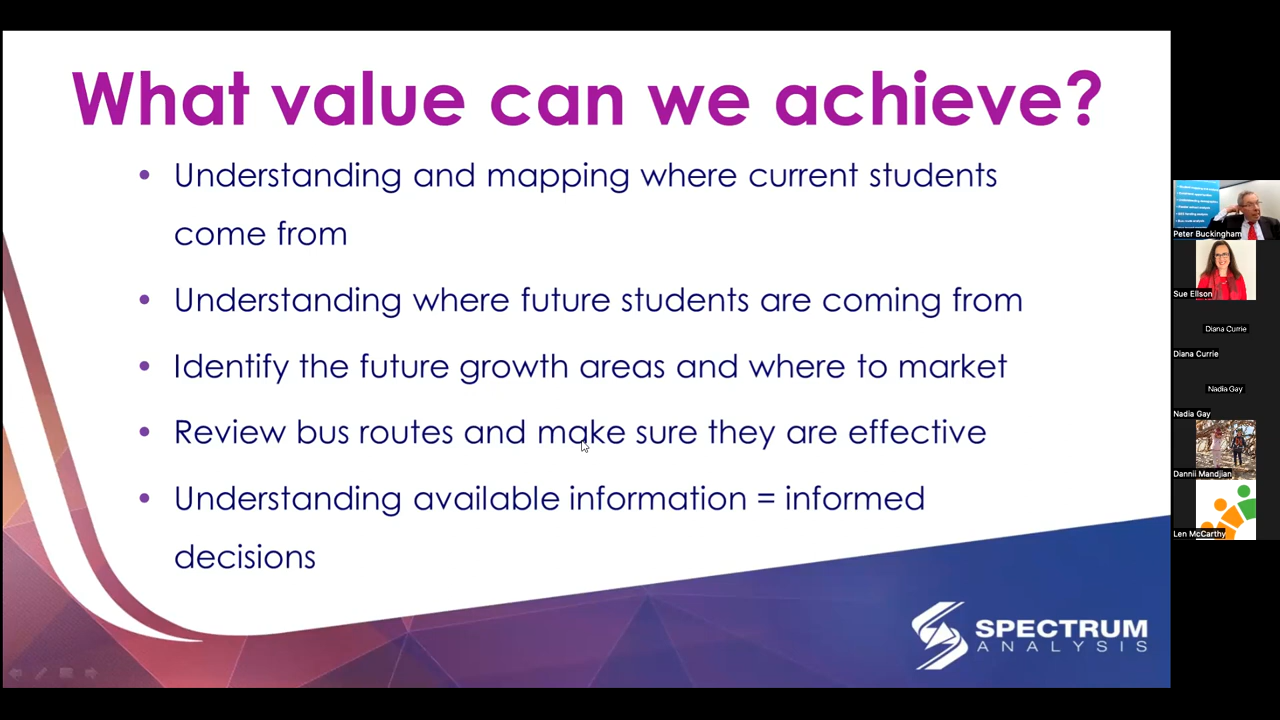 What value can we achieve?
• Understanding and mapping where current students
come from
• Understanding where future students are coming from
• Identify the future growth areas and where to market
• Review bus routes and make sure they are effective
• Understanding available information = informed
decisions
SPECTRUM
ANALYSIS
Peter Buckingham
Sue Ellson
Diana Currie
Diana Currie
Nadia Gay
Nadia Gay
Dannii Mandjian
Len McCarthy